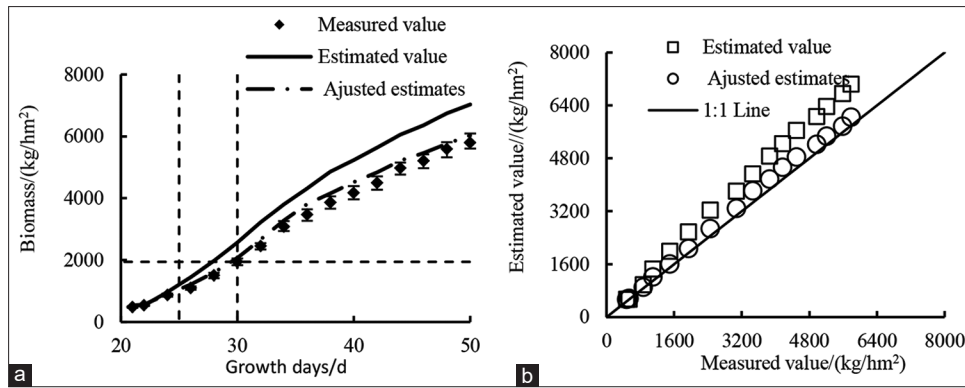 Measured value
Estimated value
Ajusted estimates
8000
6000
4000
2000
0
Biomass/(kg/hm²)
20 30 40 50
Growth days/d
a
Estimated value
Ajusted estimates
1:1 Line
8000
6400
4800
3200
1600
0
Estimated value//(kg/hm²)
0 1600 3200 4800 6400 8000
Measured value/(kg/hm²)
b